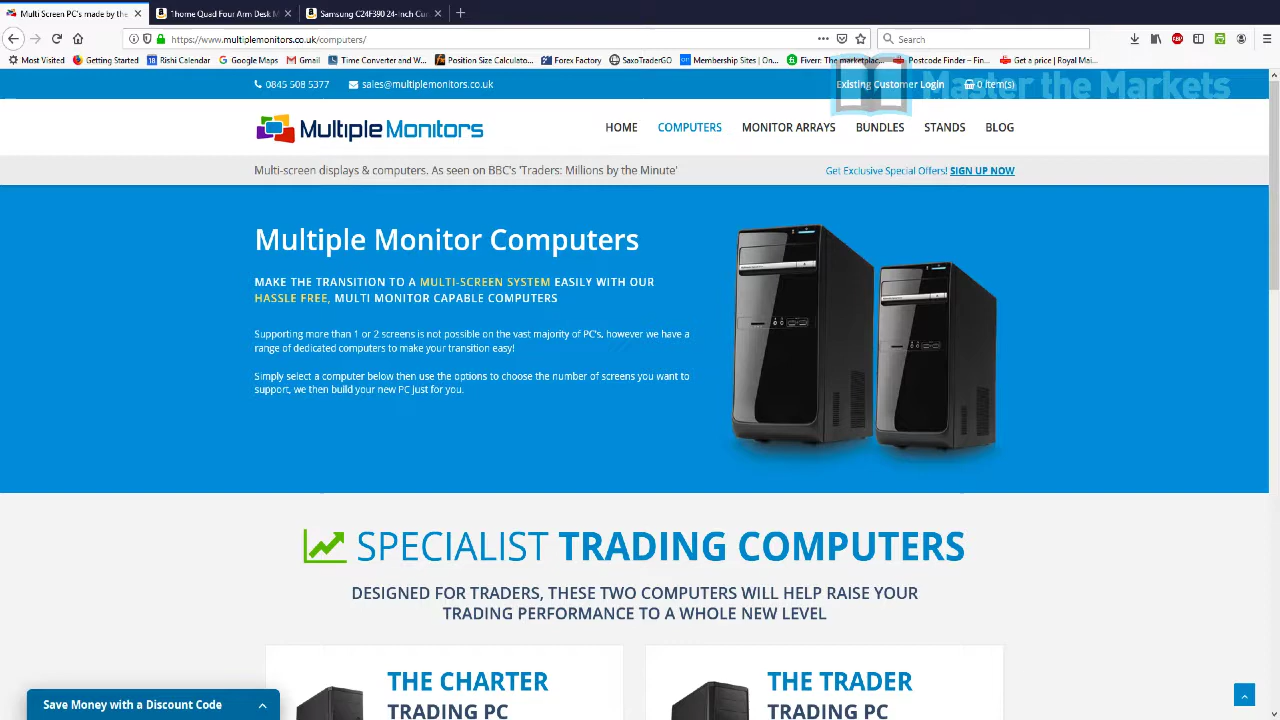 Multi Screen PC's made by the
1home Quad Four Arm Desk M
Samsung C24F390 24-Inch Cur
https://www.multiplemonitors.co.uk/computers/
Search
Most Visited
Getting Started
Rishi Calendar
Google Maps
Gmail
Time Converter and W...
Position Size Calculato...
Forex Factory
SaxoTraderGO
Membership Sites | On...
Fiverr: The marketplac...
Postcode Finder - Fin...
Get a price | Royal Mai...
0845 508 5377
sales@multiplemonitors.co.uk
Existing Customer Login
0 item(s)
Master the Markets
Multiple Monitors
HOME
COMPUTERS
MONITOR ARRAYS
BUNDLES
STANDS
BLOG
Multi-screen displays & computers. As seen on BBC's 'Traders: Millions by the Minute'
Get Exclusive Special Offers! SIGN UP NOW
Multiple Monitor Computers
MAKE THE TRANSITION TO A MULTI-SCREEN SYSTEM EASILY WITH OUR
HASSLE FREE, MULTI MONITOR CAPABLE COMPUTERS
Supporting more than 1 or 2 screens is not possible on the vast majority of PC's, however we have a
range of dedicated computers to make your transition easy!
Simply select a computer below then use the options to choose the number of screens you want to
support, we then build your new PC just for you.
SPECIALIST TRADING COMPUTERS
DESIGNED FOR TRADERS, THESE TWO COMPUTERS WILL HELP RAISE YOUR
TRADING PERFORMANCE TO A WHOLE NEW LEVEL
THE CHARTER
TRADING PC
THE TRADER
TRADING PC
Save Money with a Discount Code